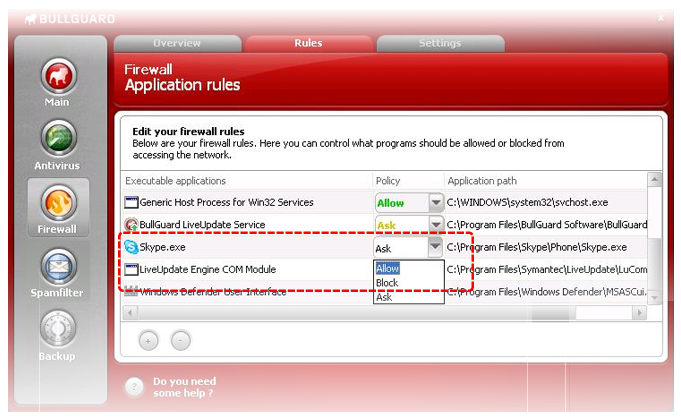 BULLGUARD
x
Overview
Rules
Settings
Firewall
Application rules
Main
Antivirus
Firewall
Spamfilter
Backup
Edit your firewall rules
Below are your firewall rules. Here you can control what programs should be allowed or blocked from
accessing the network.
Executable applications Policy Application path
Generic Host Process for Win32 Services Allow C:\WINDOWS\system32\svchost.exe
BullGuard LiveUpdate Service Ask C:\Program Files\BullGuard Software\BullGuard
Skype.exe Ask C:\Program Files\Skype\Phone\Skype.exe
LiveUpdate Engine COM Module Allow C:\Program Files\Symantec\LiveUpdate\LuCom
Block
Windows Defender User Interface Ask C:\Program Files\Windows Defender\MSASCui.
+ -
? Do you need
some help ?